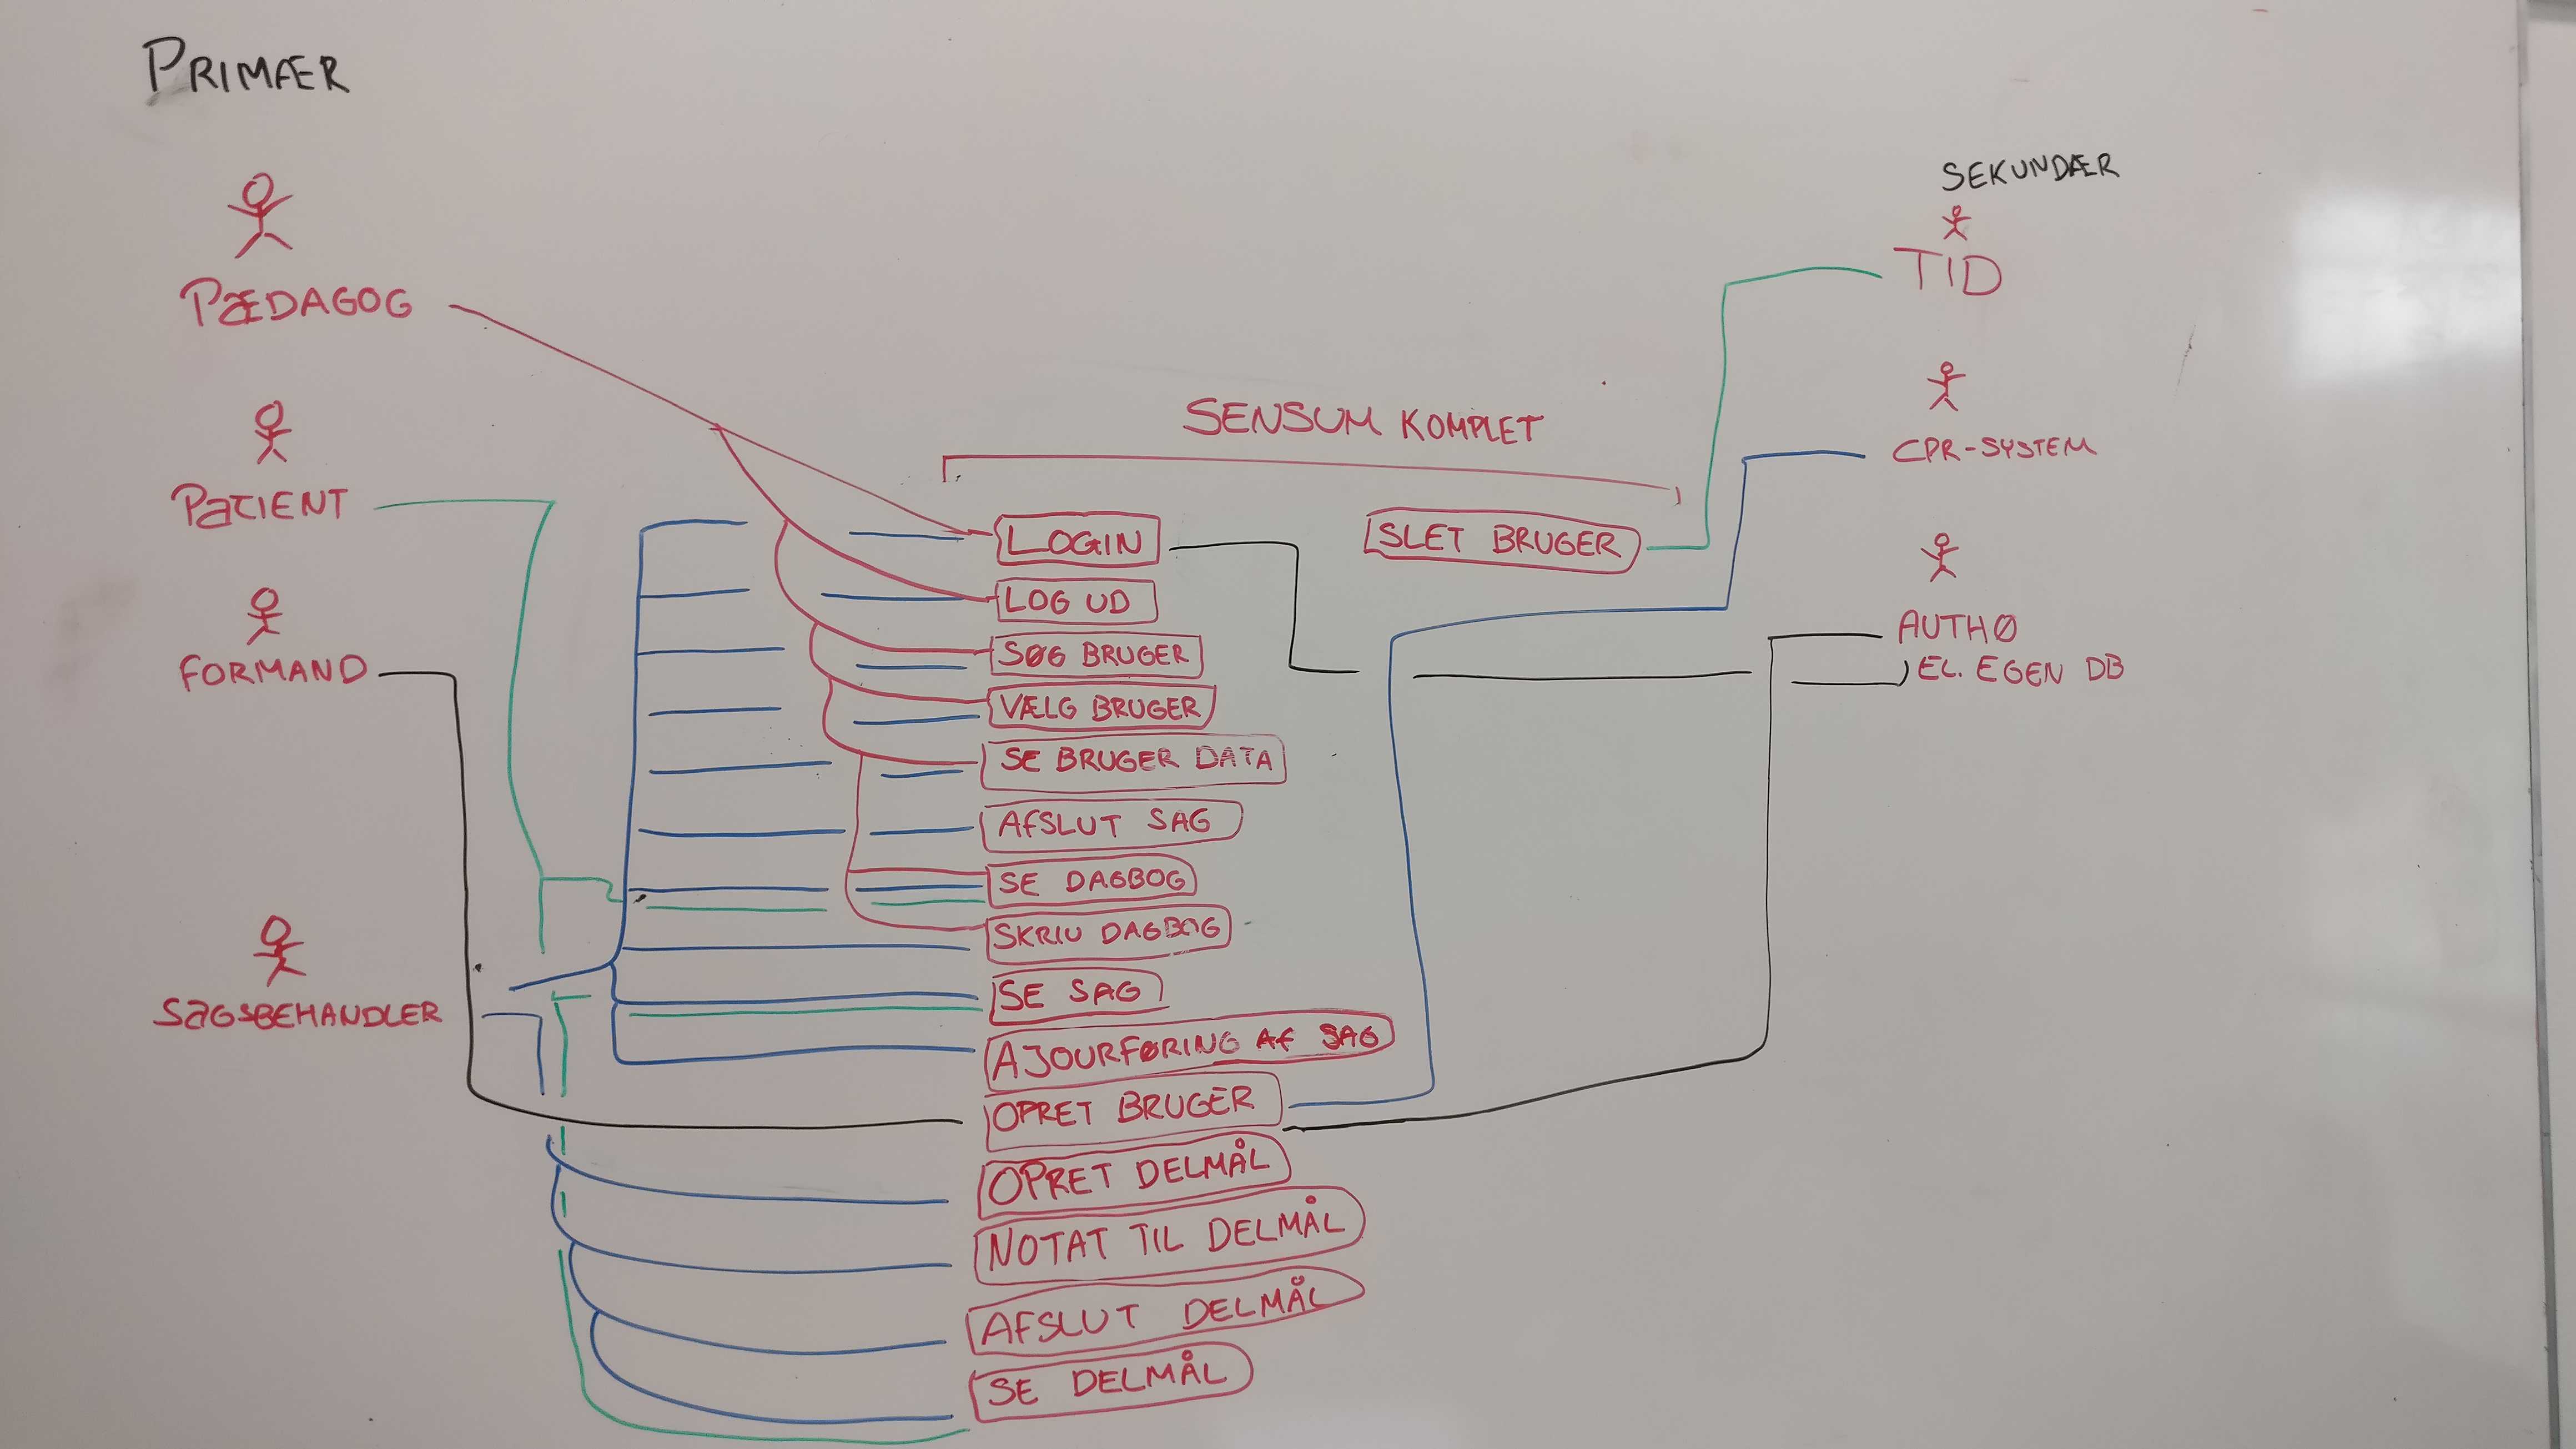 PRIMÆR
PÆDAGOG
PATIENT
FORMAND
SAGSBEHANDLER
SENSUM KOMPLET
LOGIN
LOG UD
SØG BRUGER
VÆLG BRUGER
SE BRUGER DATA
AFSLUT SAG
SE DAGBOG
SKRIV DAGBOG
SE SAG
AJOURFØRING AF SAG
OPRET BRUGER
OPRET DELMÅL
NOTAT TIL DELMÅL
AFSLUT DELMÅL
SE DELMÅL
SLET BRUGER
SEKUNDÆR
TID
CPR-SYSTEM
AUTH0
EL. EGEN DB